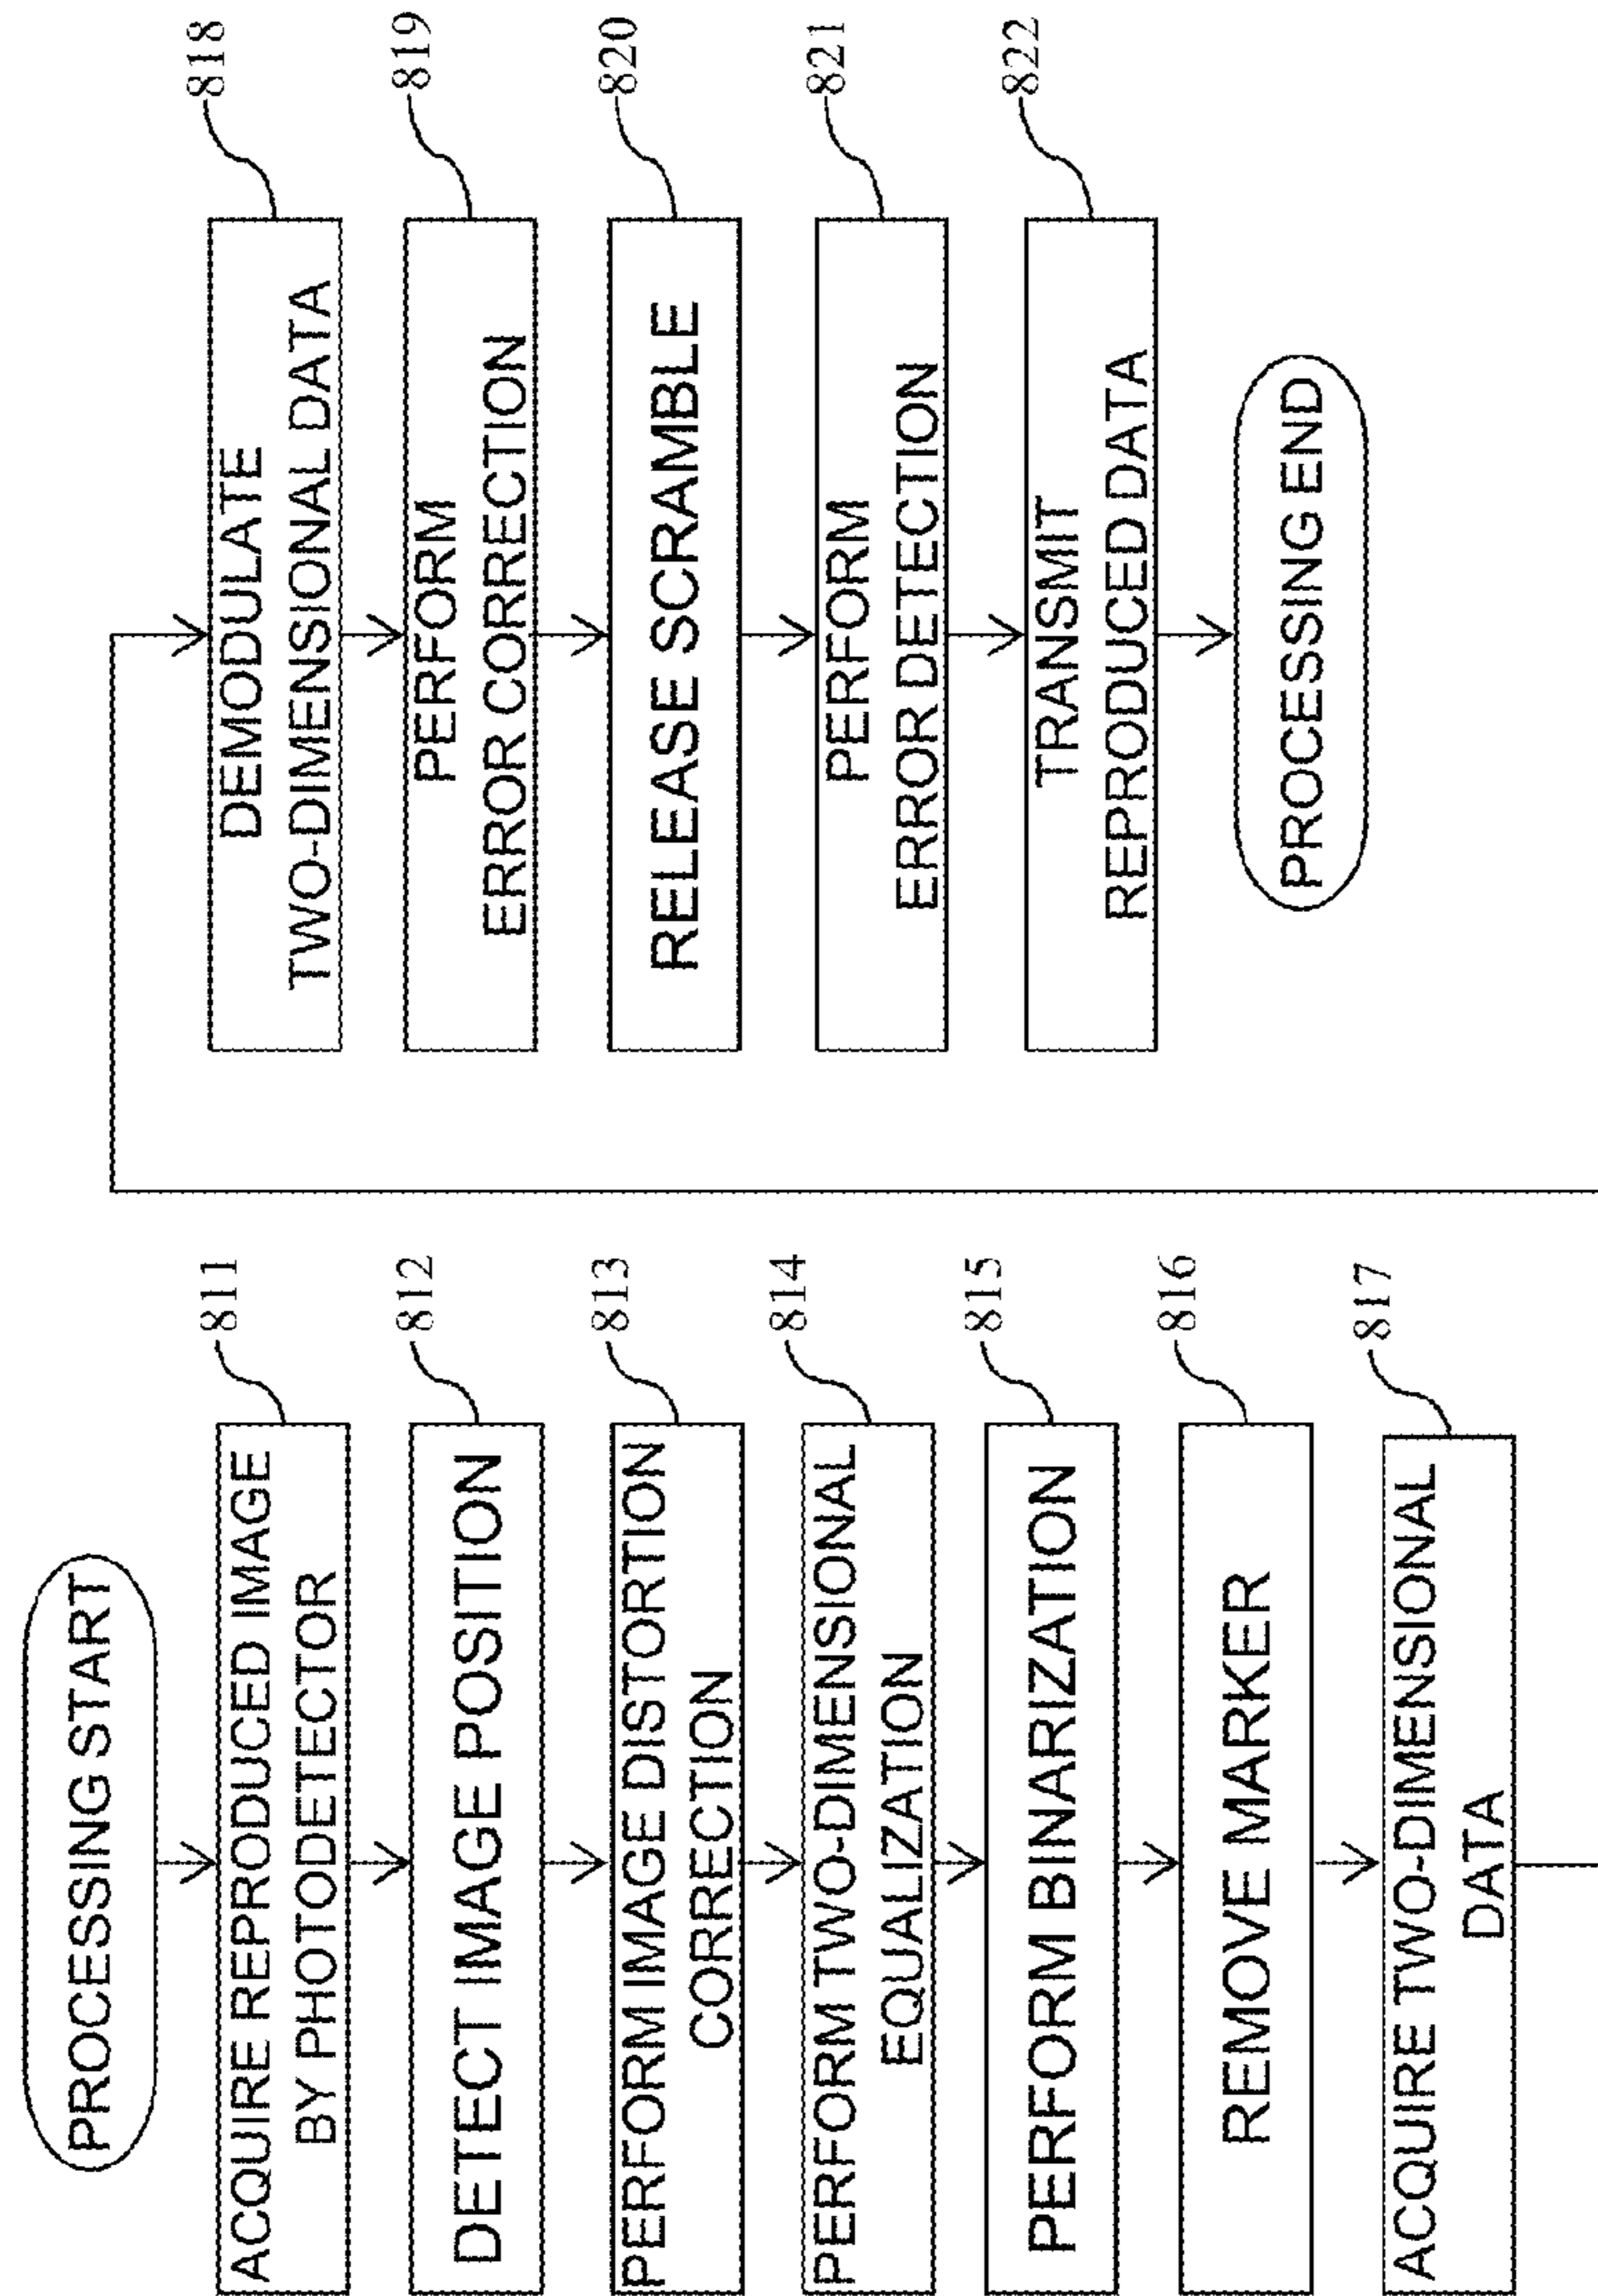 PROCESSING START
ACQUIRE REPRODUCED IMAGE
BY PHOTODETECTOR
811
DETECT IMAGE POSITION
812
PERFORM IMAGE DISTORTION
CORRECTION
813
PERFORM TWO-DIMENSIONAL
EQUALIZATION
814
PERFORM BINARIZATION
815
REMOVE MARKER
816
ACQUIRE TWO-DIMENSIONAL
DATA
817
DEMODULATE
TWO-DIMENSIONAL DATA
818
PERFORM
ERROR CORRECTION
819
RELEASE SCRAMBLE
820
PERFORM
ERROR DETECTION
821
TRANSMIT
REPRODUCED DATA
822
PROCESSING END